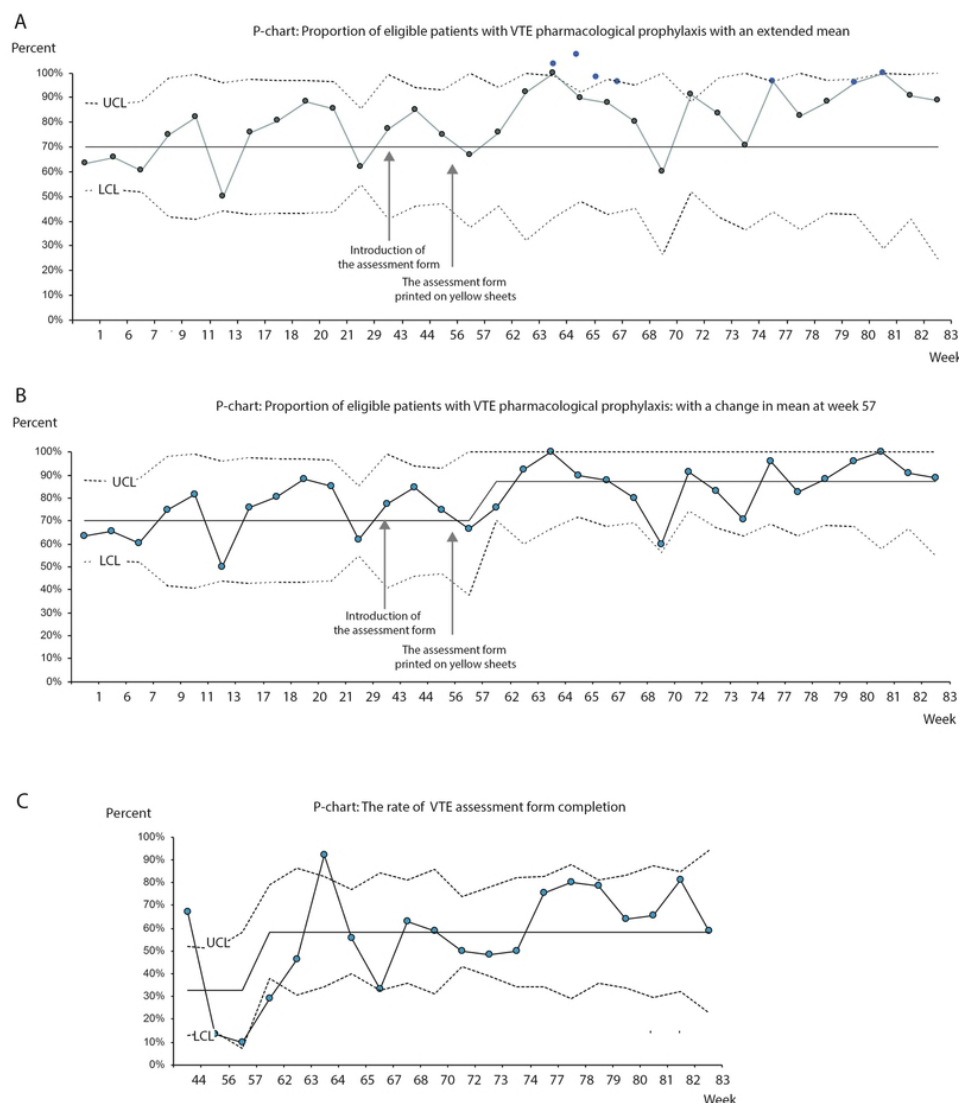 A
P-chart: Proportion of eligible patients with VTE pharmacological prophylaxis with an extended mean
Percent
100%
90%
80%
70%
60%
50%
40%
30%
20%
10%
0%
UCL
LCL
Introduction of
the assessment form
The assessment form
printed on yellow sheets
1 6 7 9 11 13 18 20 21 29 43 44 56 57 62 63 64 65 67 68 69 70 71 73 74 75 77 79 80 81 82 83
Week
B
P-chart: Proportion of eligible patients with VTE pharmacological prophylaxis: with a change in mean at week 57
Percent
100%
90%
80%
70%
60%
50%
40%
30%
20%
10%
0%
UCL
LCL
Introduction of
the assessment form
The assessment form
printed on yellow sheets
1 6 7 9 11 13 18 20 21 29 43 44 56 57 62 63 64 65 66 67 68 70 71 73 74 77 79 80 82 83
Week
C
P-chart: The rate of VTE assessment form completion
Percent
100%
90%
80%
70%
60%
50%
40%
30%
20%
10%
0%
UCL
LCL
44 56 57 62 63 64 65 66 67 68 70 71 72 73 74 77 78 79 80 82 83
Week